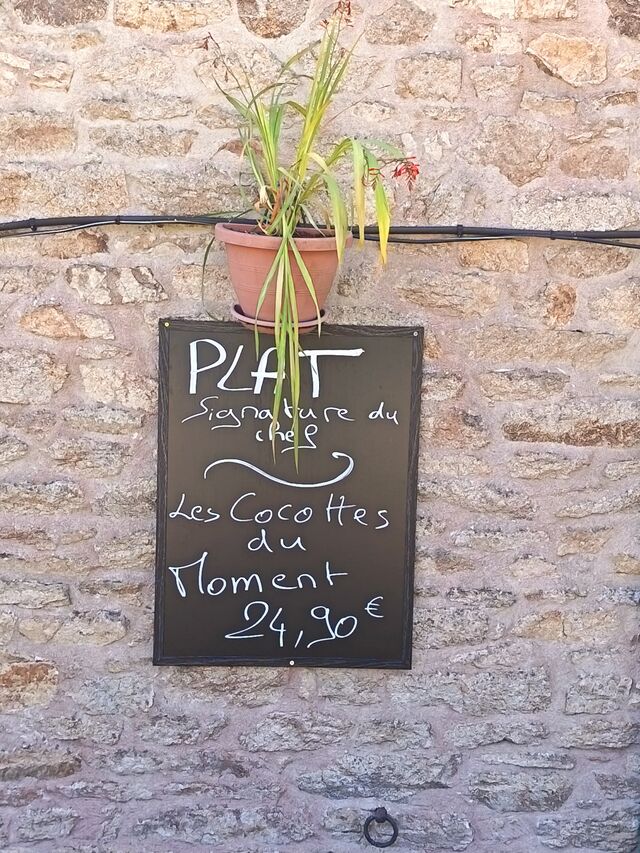 PLAT
Signature du
chef
Les Cocottes
du
Moment
24,90 €